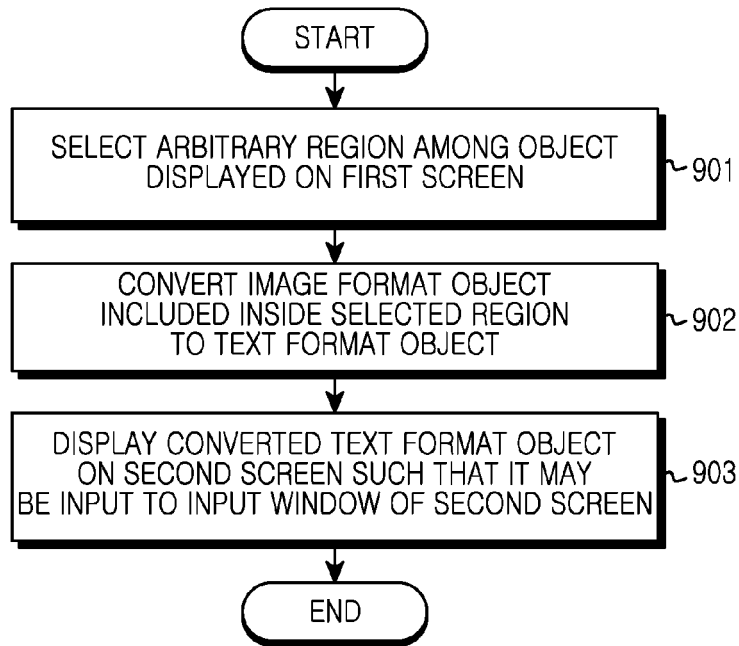 START
SELECT ARBITRARY REGION AMONG OBJECT
DISPLAYED ON FIRST SCREEN
901
CONVERT IMAGE FORMAT OBJECT
INCLUDED INSIDE SELECTED REGION
TO TEXT FORMAT OBJECT
902
DISPLAY CONVERTED TEXT FORMAT OBJECT
ON SECOND SCREEN SUCH THAT IT MAY
BE INPUT TO INPUT WINDOW OF SECOND SCREEN
903
END